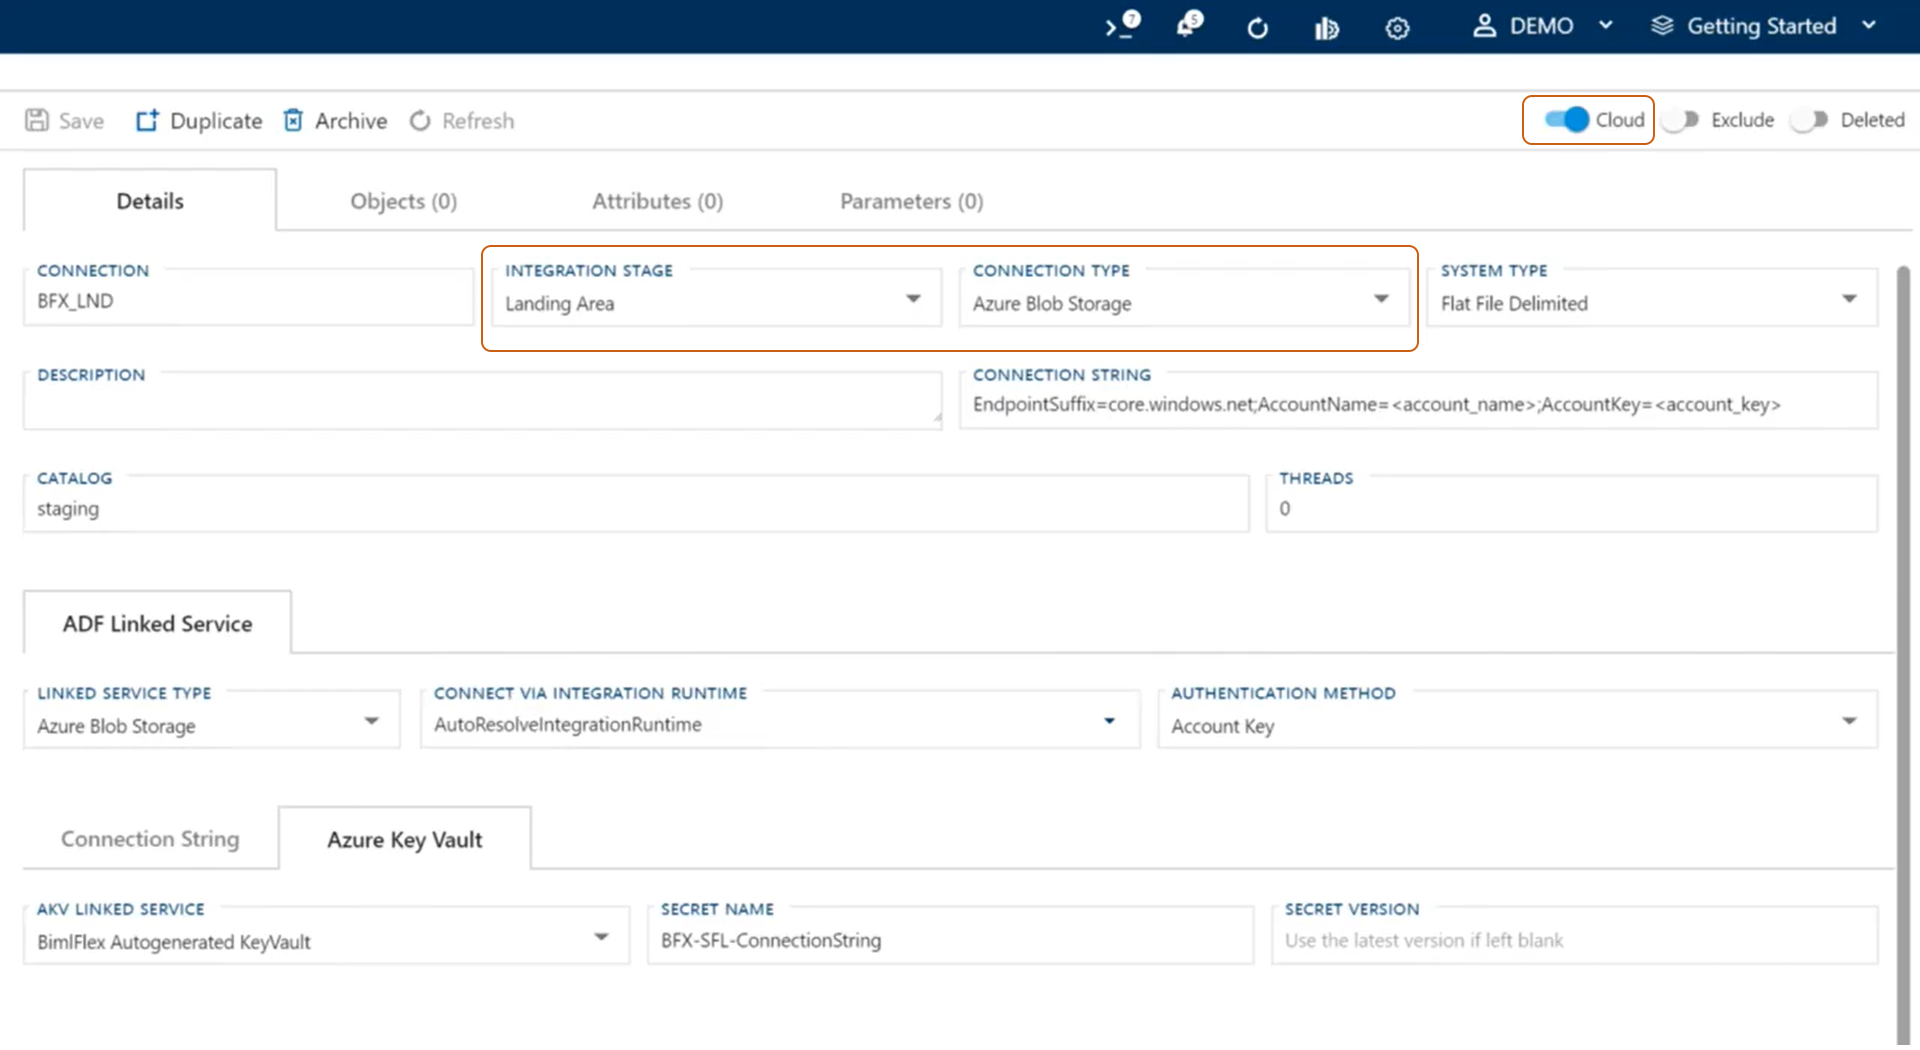 7 5 DEMO Getting Started
Save Duplicate Archive Refresh Cloud Exclude Deleted
Details Objects (0) Attributes (0) Parameters (0)
CONNECTION INTEGRATION STAGE CONNECTION TYPE SYSTEM TYPE
BFX_LND Landing Area Azure Blob Storage Flat File Delimited
DESCRIPTION CONNECTION STRING
EndpointSuffix=core.windows.net;AccountName=<account_name>;AccountKey=<account_key>
CATALOG THREADS
staging 0
ADF Linked Service
LINKED SERVICE TYPE CONNECT VIA INTEGRATION RUNTIME AUTHENTICATION METHOD
Azure Blob Storage AutoResolveIntegrationRuntime Account Key
Connection String Azure Key Vault
AKV LINKED SERVICE SECRET NAME SECRET VERSION
BimlFlex Autogenerated KeyVault BFX-SFL-ConnectionString Use the latest version if left blank